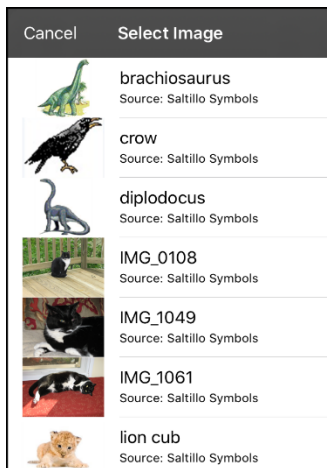 Cancel Select Image
brachiosaurus
Source: Saltillo Symbols
crow
Source: Saltillo Symbols
diplodocus
Source: Saltillo Symbols
IMG_0108
Source: Saltillo Symbols
IMG_1049
Source: Saltillo Symbols
IMG_1061
Source: Saltillo Symbols
lion cub
Source: Saltillo Symbols